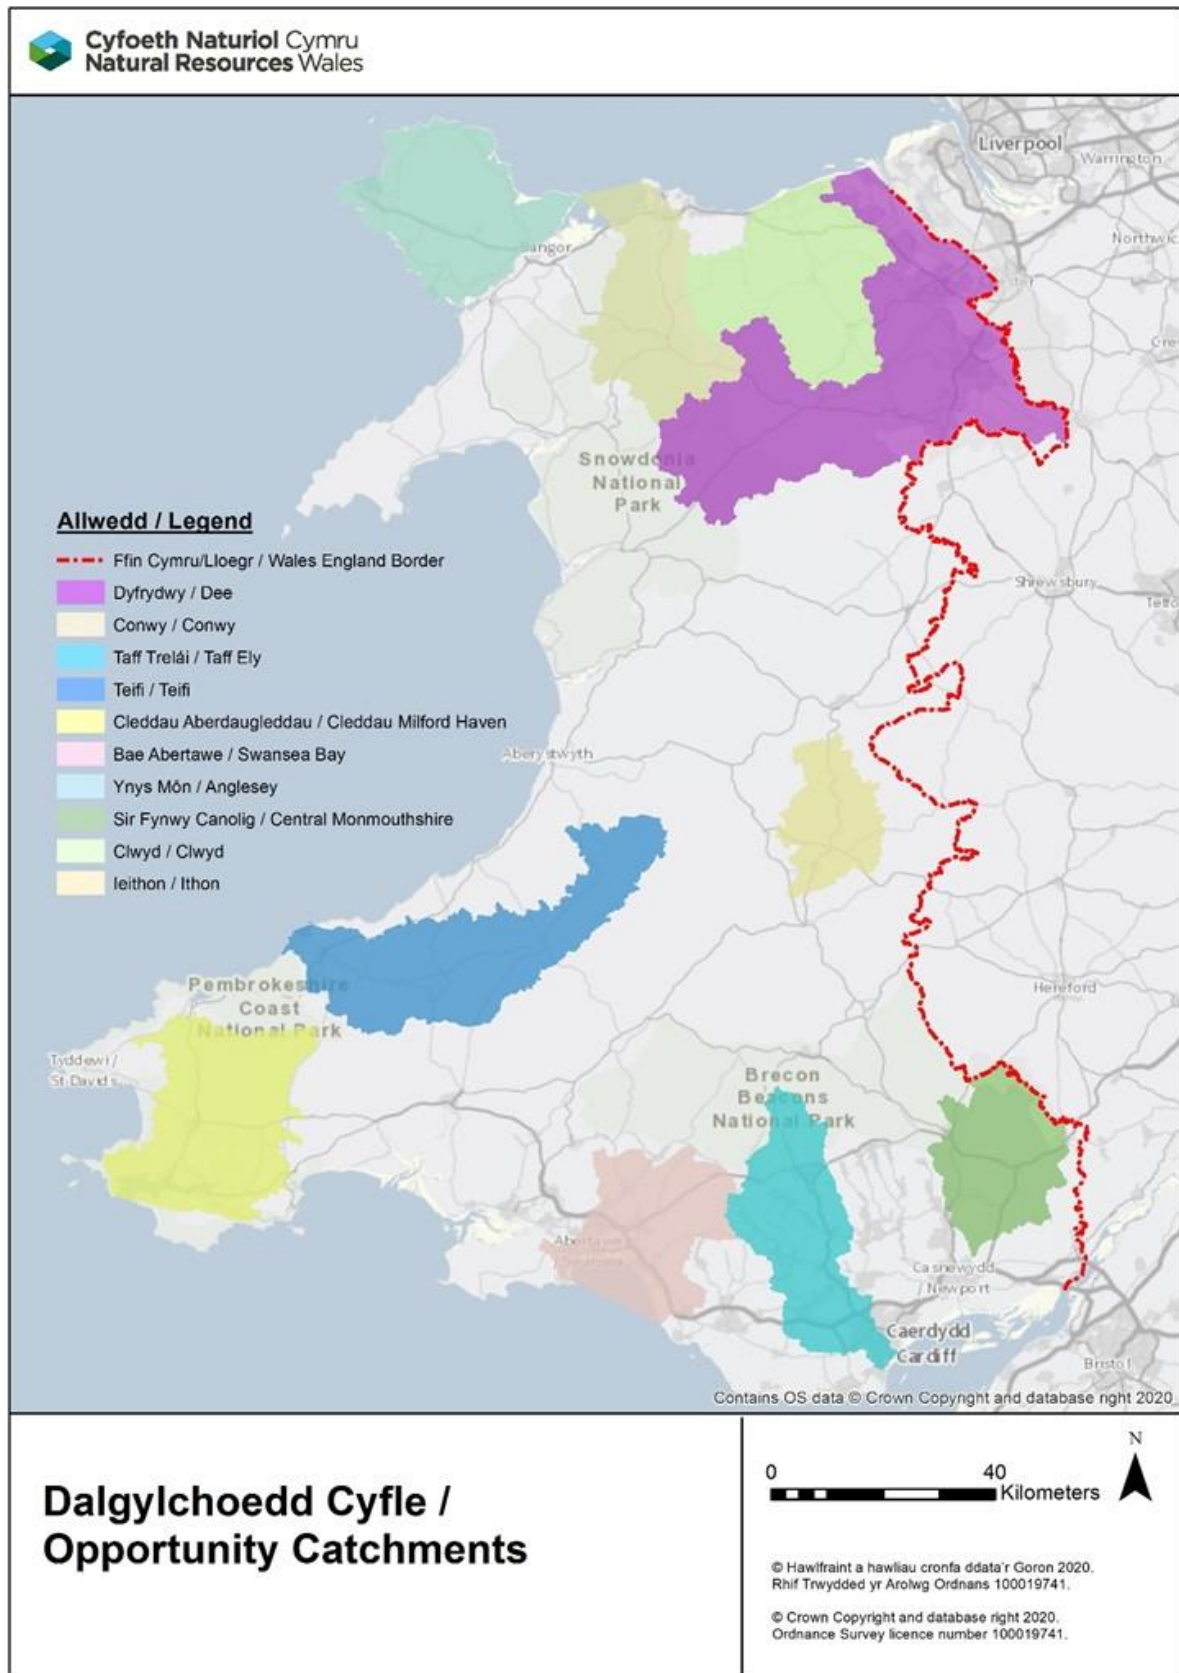 Cyfoeth Naturiol Cymru
Natural Resources Wales
Liverpool
Warrington
Bangor
Northwic
ester
Cre
Snowdonia
National
Park
Allwedd / Legend
Ffin Cymru/Lloegr / Wales England Border
Dyfrydwy / Dee
Conwy / Conwy
Taff Trelái / Taff Ely
Teifi / Teifi
Cleddau Aberdaugleddau / Cleddau Milford Haven
Bae Abertawe / Swansea Bay
Ynys Môn / Anglesey
Sir Fynwy Canolig / Central Monmouthshire
Clwyd / Clwyd
Ieithon / Ithon
Shrewsbury
Telfo
Aberystwyth
Pembrokeshire
Coast
National Park
Hereford
Tyddewi /
St Davids
Brecon
Beacons
National Park
Abertawe
/ Swansea
Casnewydd
/ Newport
Caerdydd
Cardiff
Bristol
Contains OS data © Crown Copyright and database right 2020
Dalgylchoedd Cyfle /
Opportunity Catchments
0 40
Kilometers
N
© Hawlfraint a hawliau cronfa ddata'r Goron 2020.
Rhif Trwydded yr Arolwg Ordnans 100019741.
© Crown Copyright and database right 2020.
Ordnance Survey licence number 100019741.